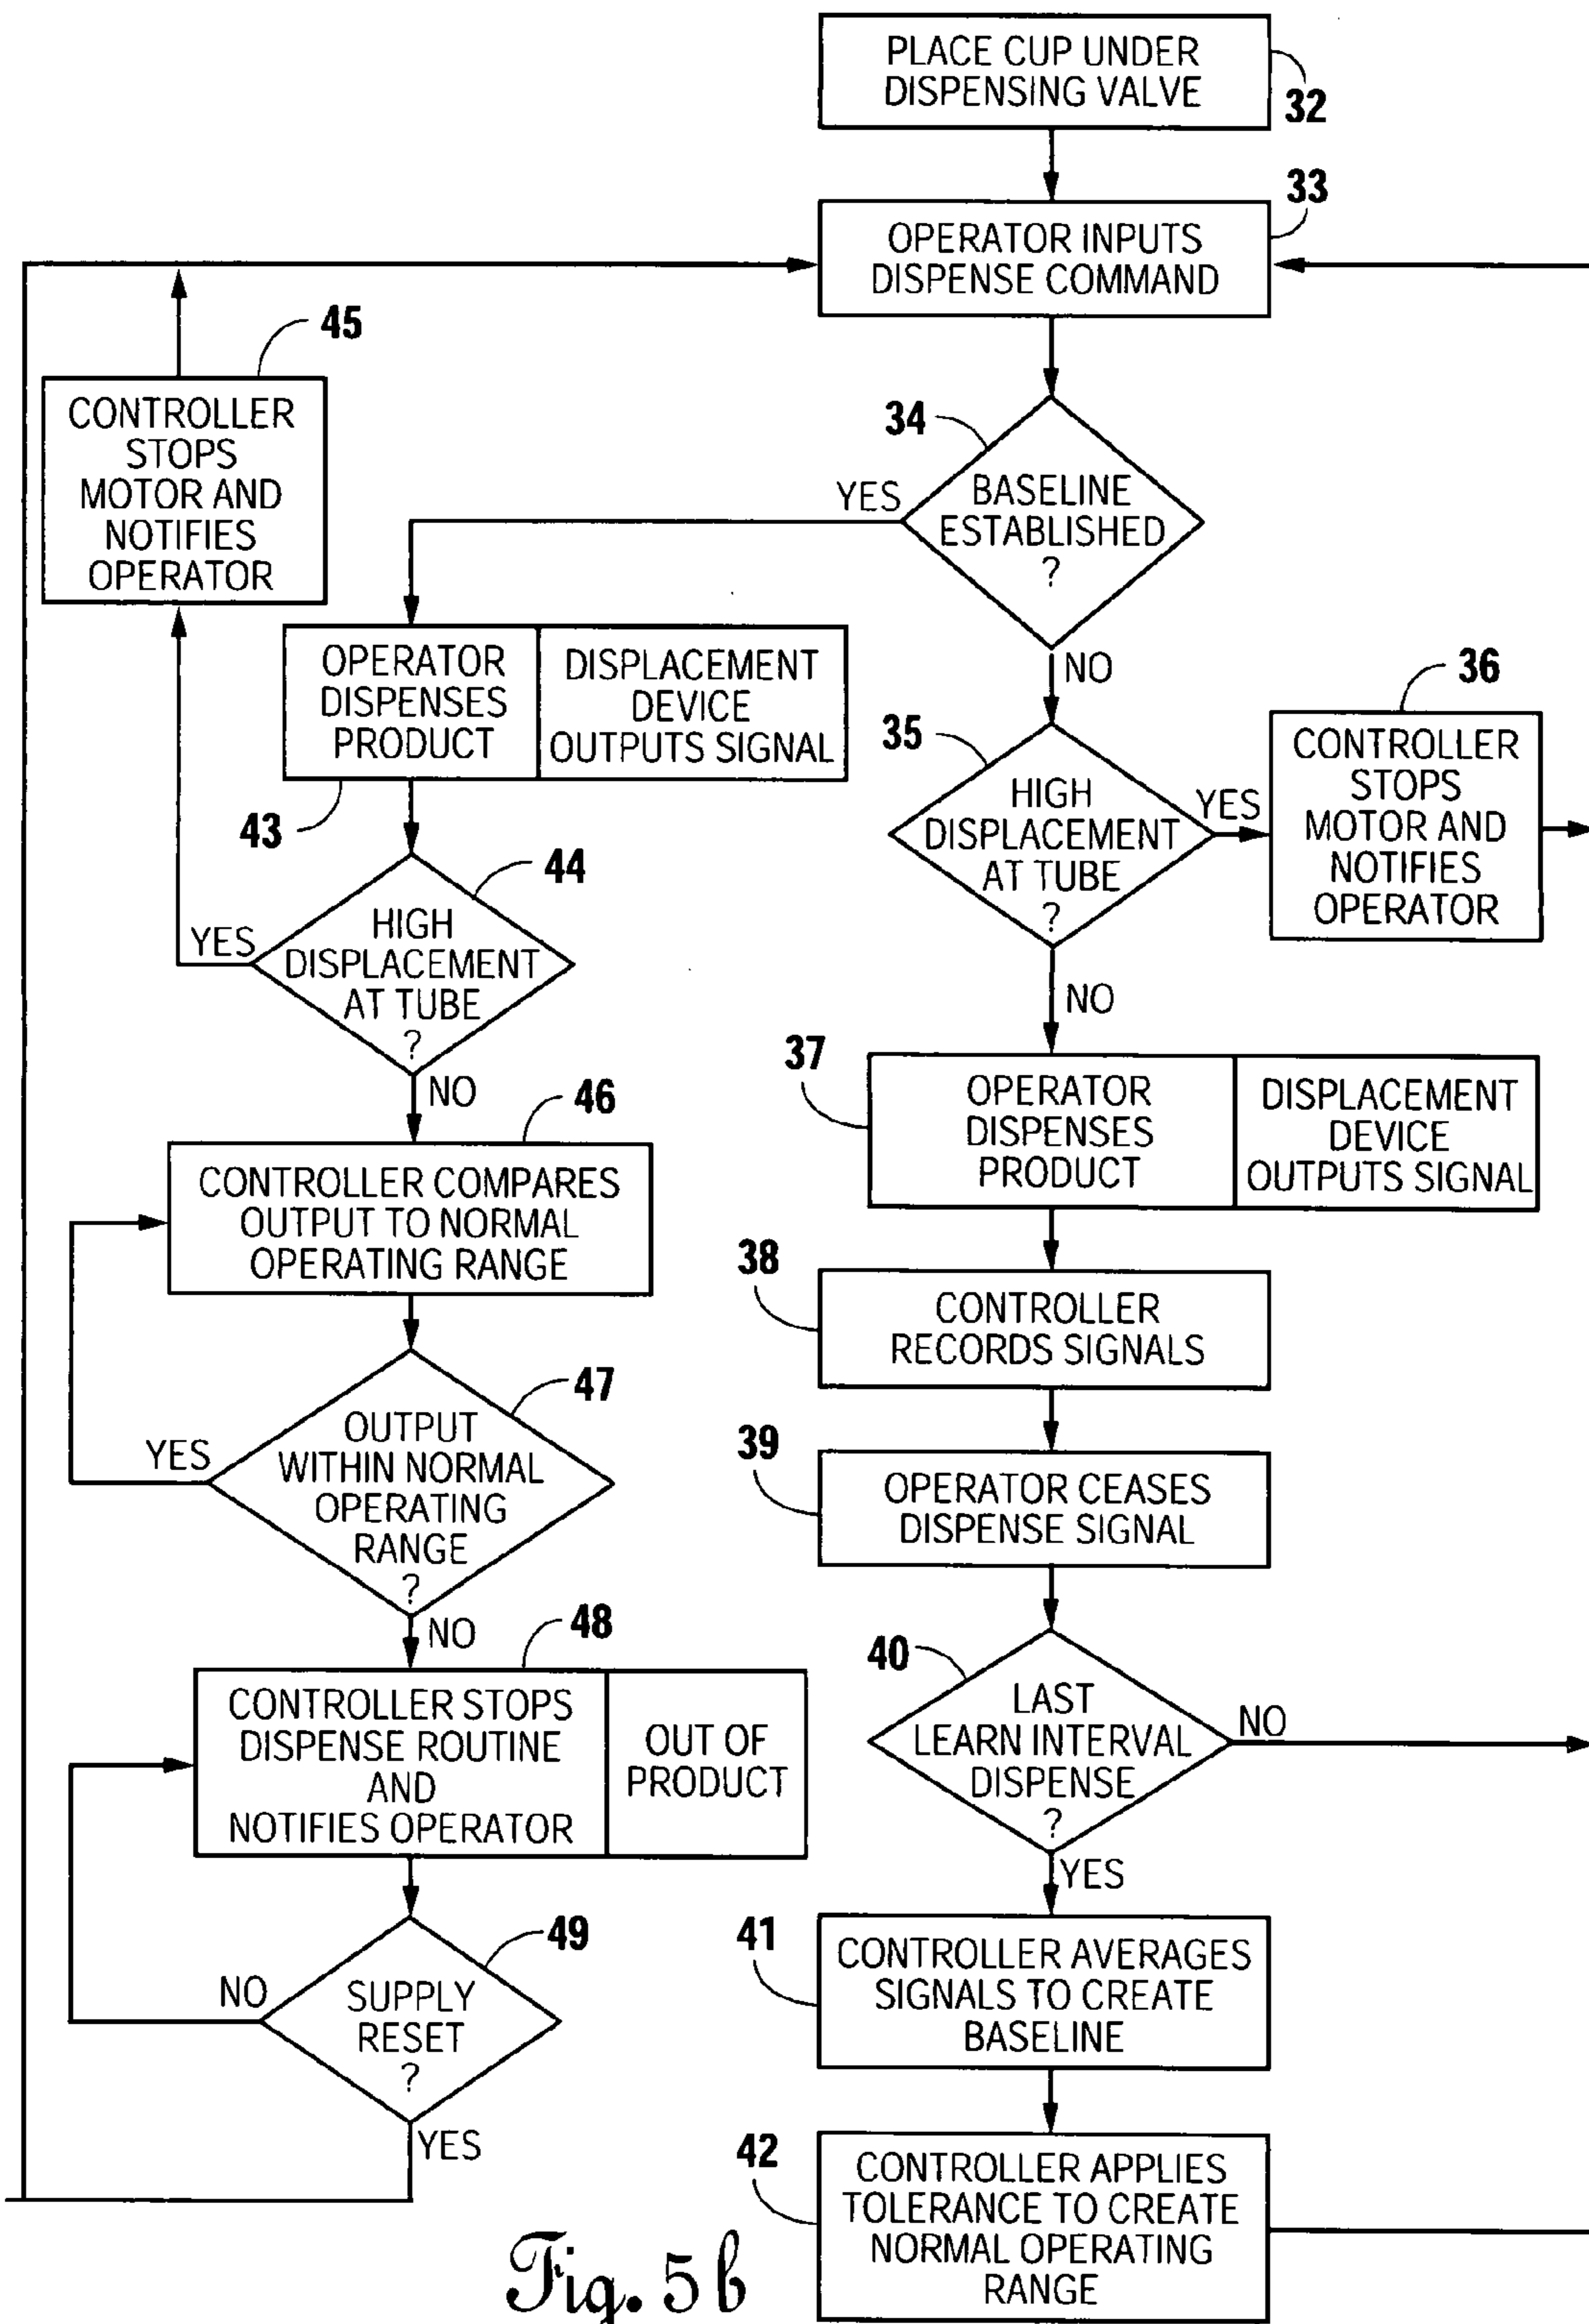 PLACE CUP UNDER
DISPENSING VALVE
32
33
OPERATOR INPUTS
DISPENSE COMMAND
45
CONTROLLER
STOPS
MOTOR AND
NOTIFIES
OPERATOR
34
YES
BASELINE
ESTABLISHED
?
NO
OPERATOR
DISPENSES
PRODUCT
DISPLACEMENT
DEVICE
OUTPUTS SIGNAL
43
35
HIGH
DISPLACEMENT
AT TUBE
?
YES
36
CONTROLLER
STOPS
MOTOR AND
NOTIFIES
OPERATOR
NO
44
YES
HIGH
DISPLACEMENT
AT TUBE
?
NO
37
OPERATOR
DISPENSES
PRODUCT
DISPLACEMENT
DEVICE
OUTPUTS SIGNAL
46
CONTROLLER COMPARES
OUTPUT TO NORMAL
OPERATING RANGE
38
CONTROLLER
RECORDS SIGNALS
47
YES
OUTPUT
WITHIN NORMAL
OPERATING
RANGE
?
NO
39
OPERATOR CEASES
DISPENSE SIGNAL
48
CONTROLLER STOPS
DISPENSE ROUTINE
AND
NOTIFIES OPERATOR
OUT OF
PRODUCT
40
LAST
LEARN INTERVAL
DISPENSE
?
NO
YES
49
NO
SUPPLY
RESET
?
YES
41
CONTROLLER AVERAGES
SIGNALS TO CREATE
BASELINE
42
CONTROLLER APPLIES
TOLERANCE TO CREATE
NORMAL OPERATING
RANGE
Fig. 5b